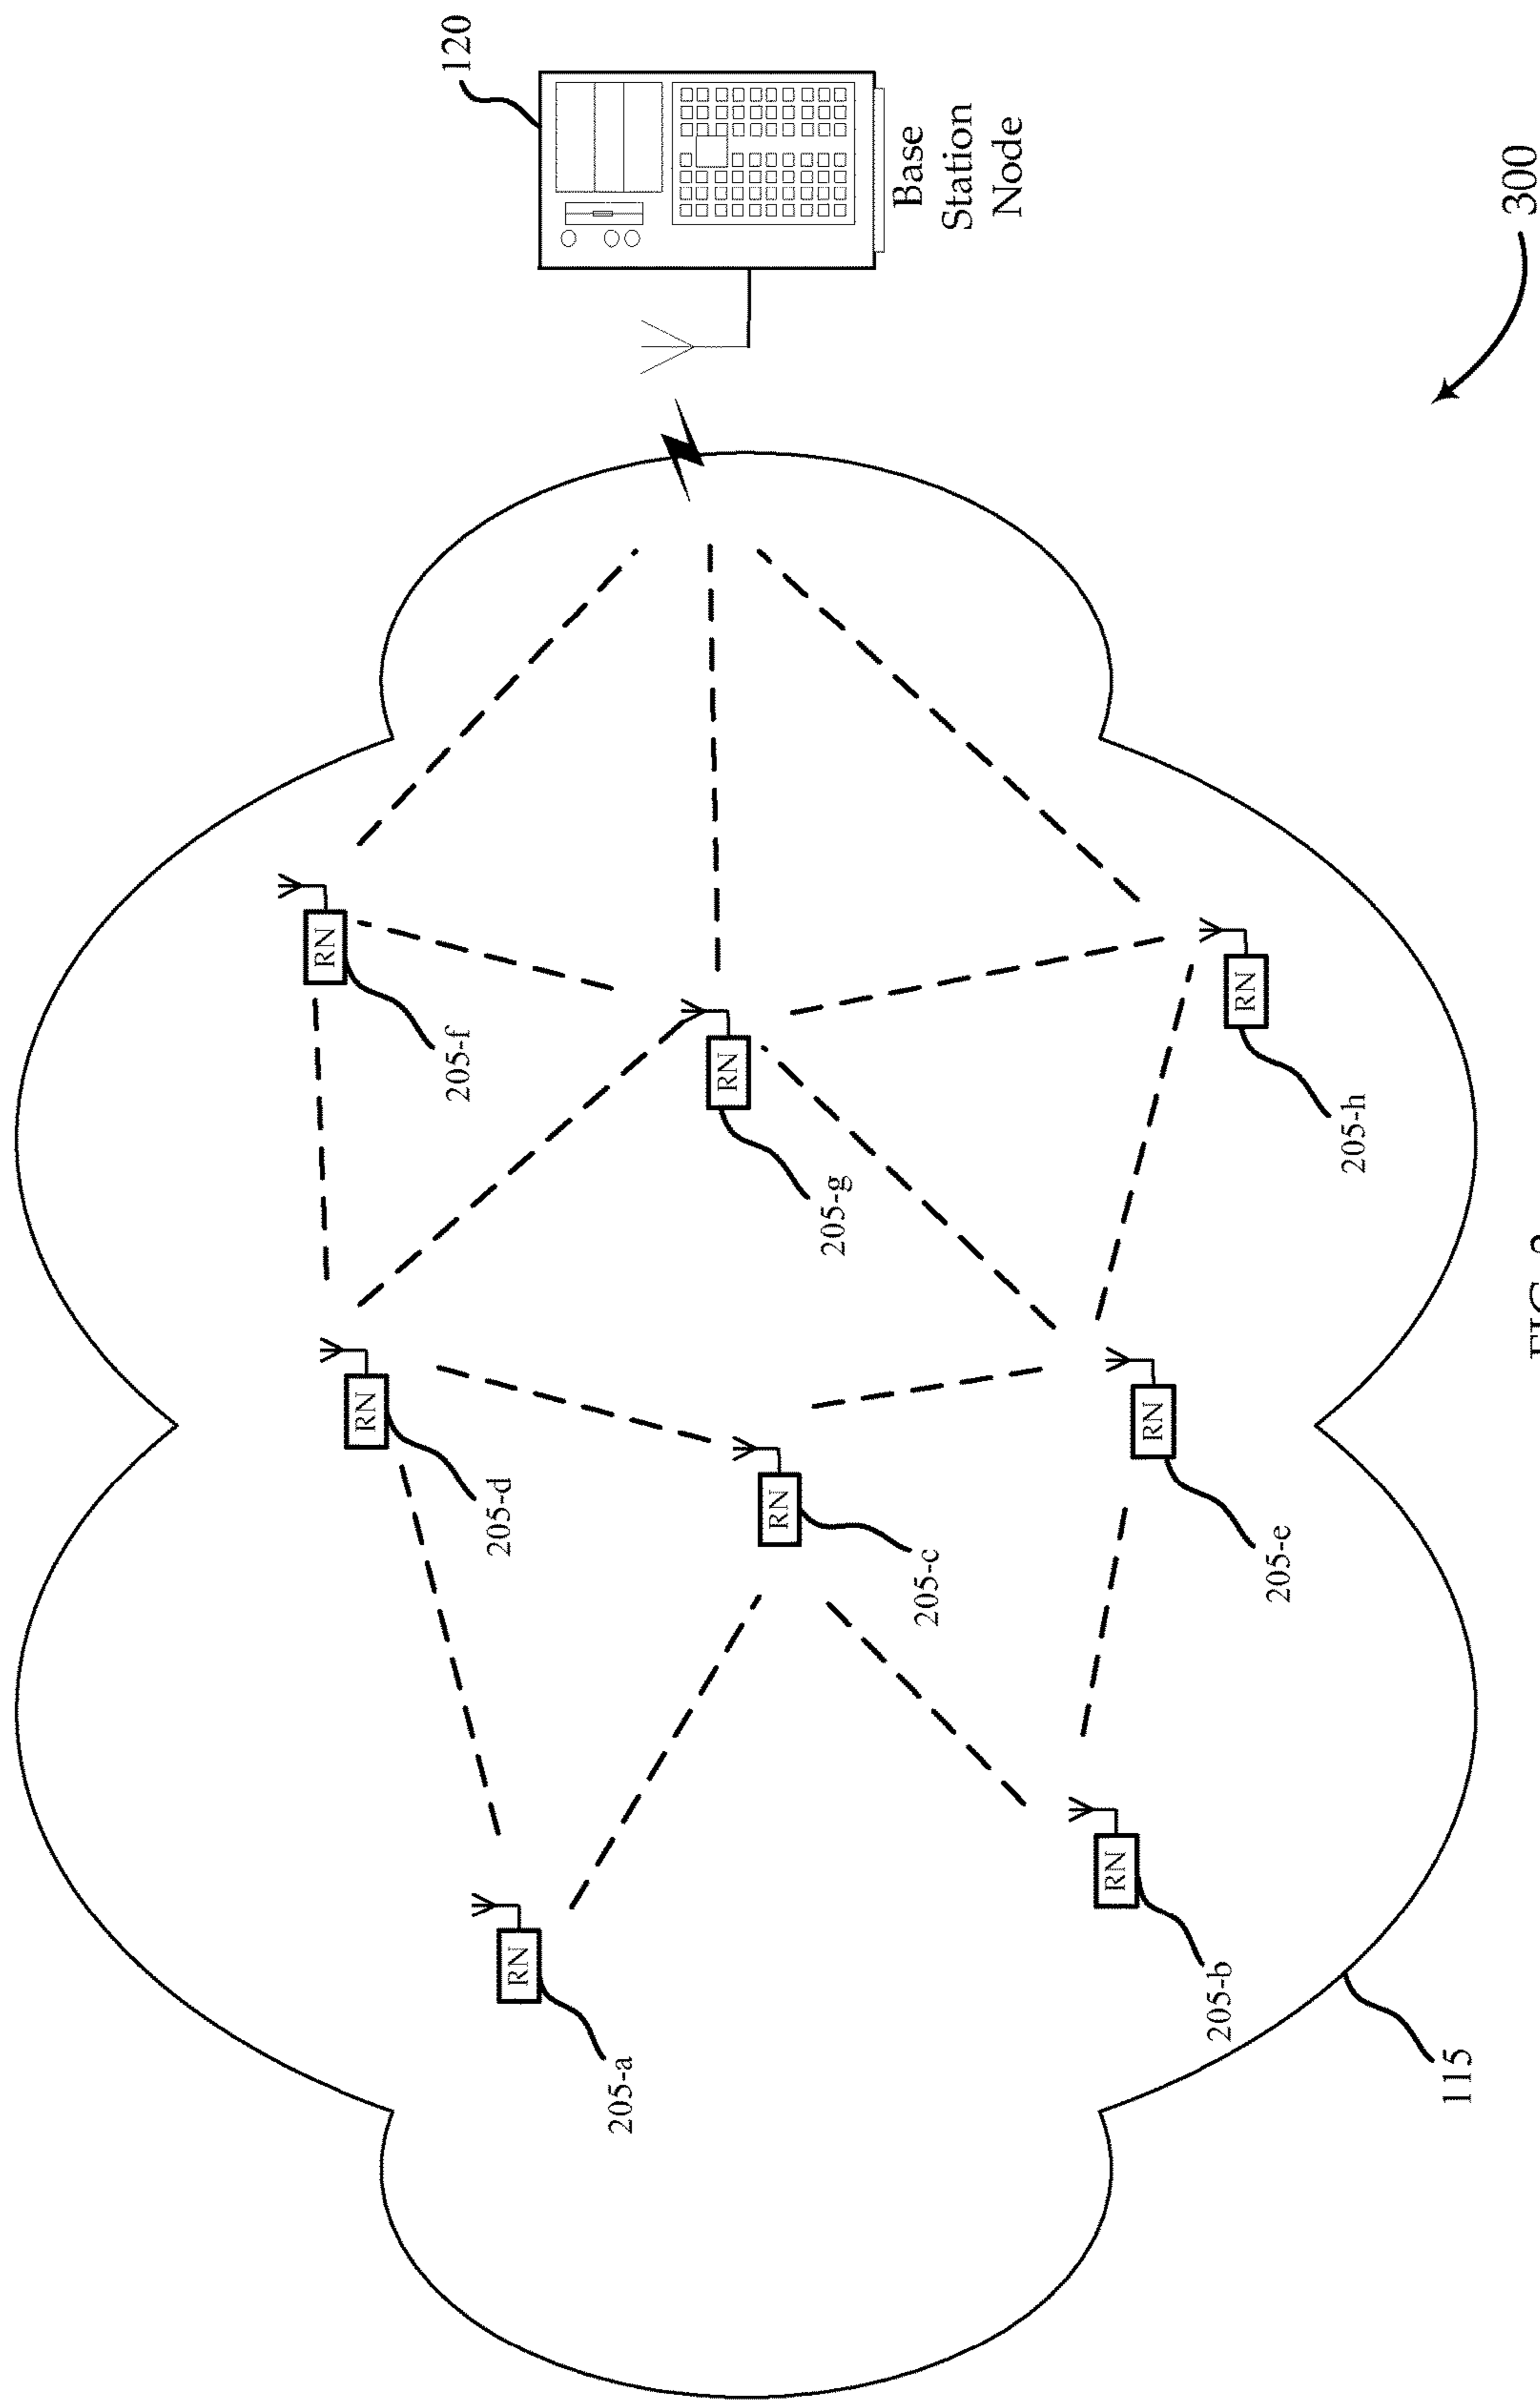 120
Base
Station
Node
300
RN
205-f
RN
205-g
RN
205-h
RN
205-d
RN
205-c
RN
205-e
RN
205-a
RN
205-b
115